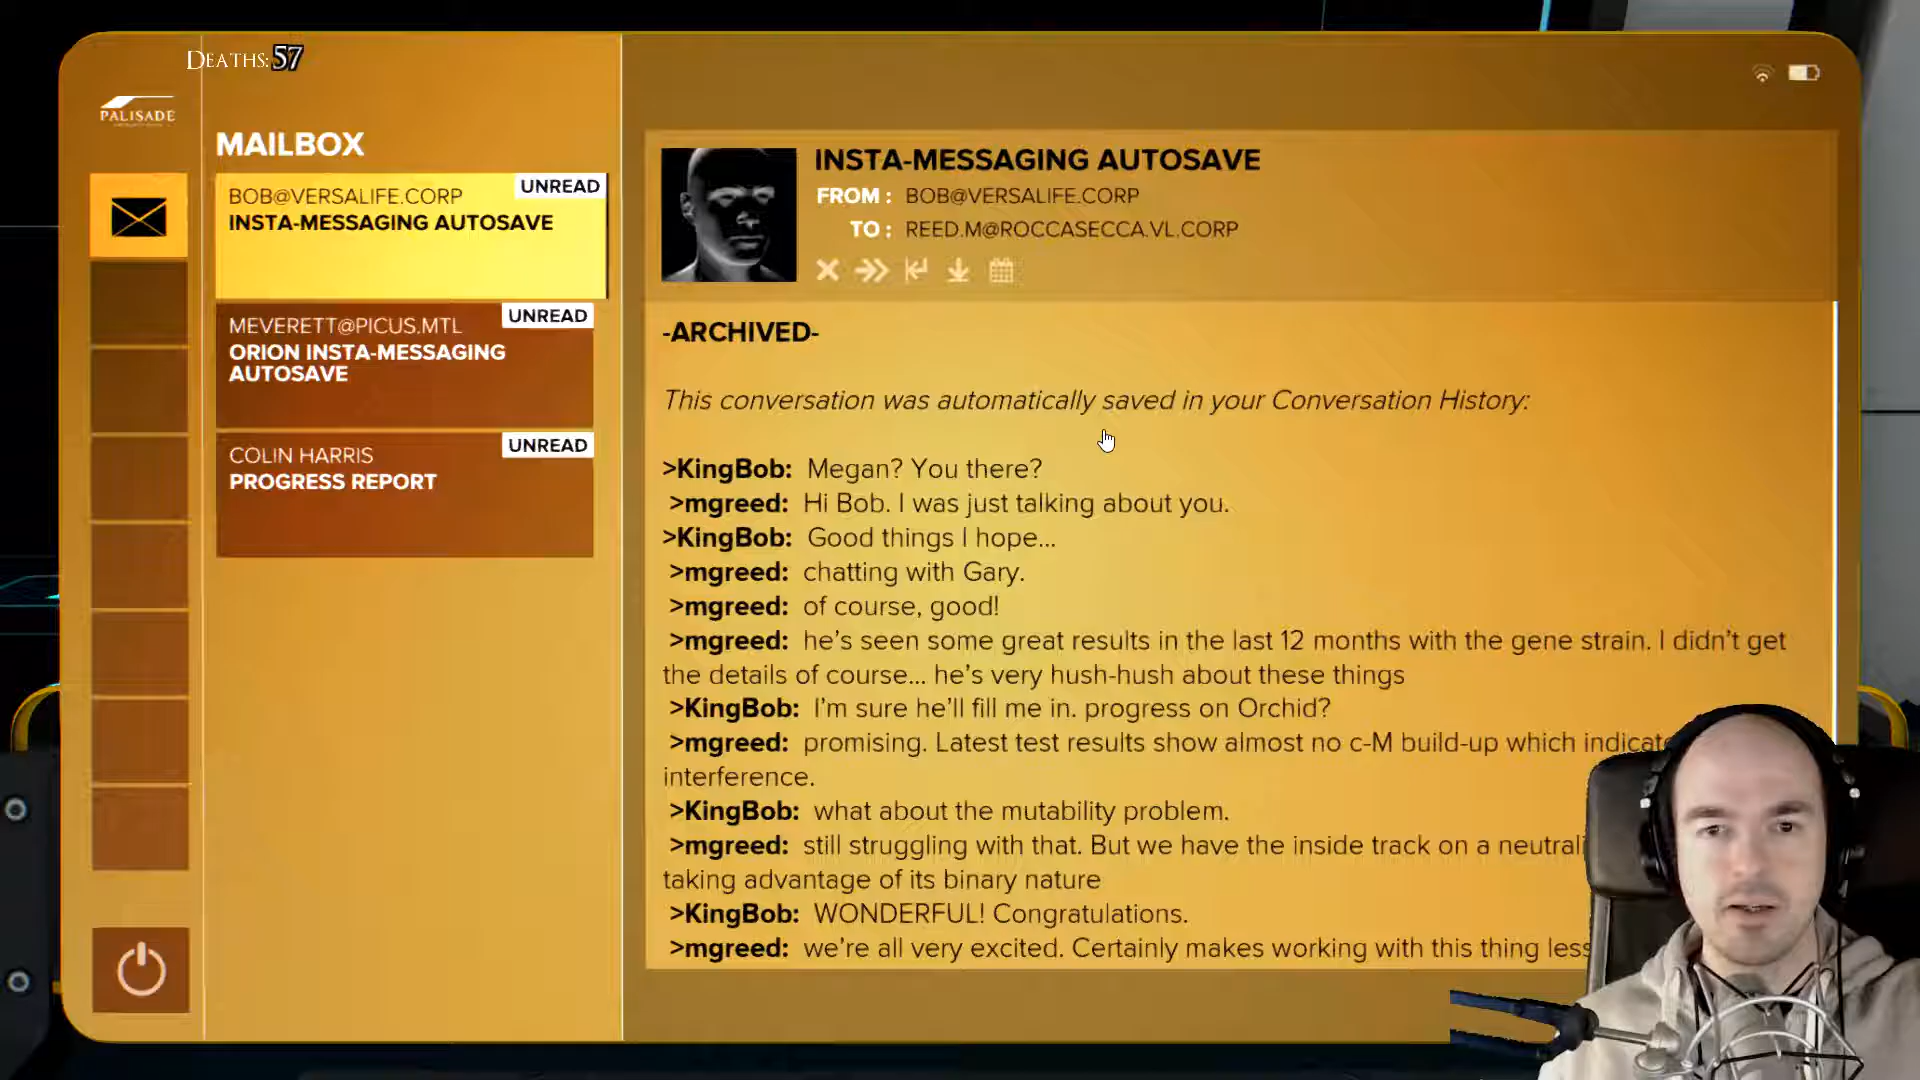 DEATHS: 57
PALISADE
MAILBOX
BOB@VERSALIFE.CORP
UNREAD
INSTA-MESSAGING AUTOSAVE
MEVERETT@PICUS.MTL
UNREAD
ORION INSTA-MESSAGING
AUTOSAVE
COLIN HARRIS
UNREAD
PROGRESS REPORT
INSTA-MESSAGING AUTOSAVE
FROM : BOB@VERSALIFE.CORP
TO : REED.M@ROCCASECCA.VL.CORP
-ARCHIVED-
This conversation was automatically saved in your Conversation History:
>KingBob: Megan? You there?
>mgreed: Hi Bob. I was just talking about you.
>KingBob: Good things I hope...
>mgreed: chatting with Gary.
>mgreed: of course, good!
>mgreed: he's seen some great results in the last 12 months with the gene strain. I didn't get
the details of course... he's very hush-hush about these things
>KingBob: I'm sure he'll fill me in. progress on Orchid?
>mgreed: promising. Latest test results show almost no c-M build-up which
interference.
>KingBob: what about the mutability problem.
>mgreed: still struggling with that. But we have the inside track on a
taking advantage of its binary nature
>KingBob: WONDERFUL! Congratulations.
>mgreed: we're all very excited. Certainly makes working with this thing less